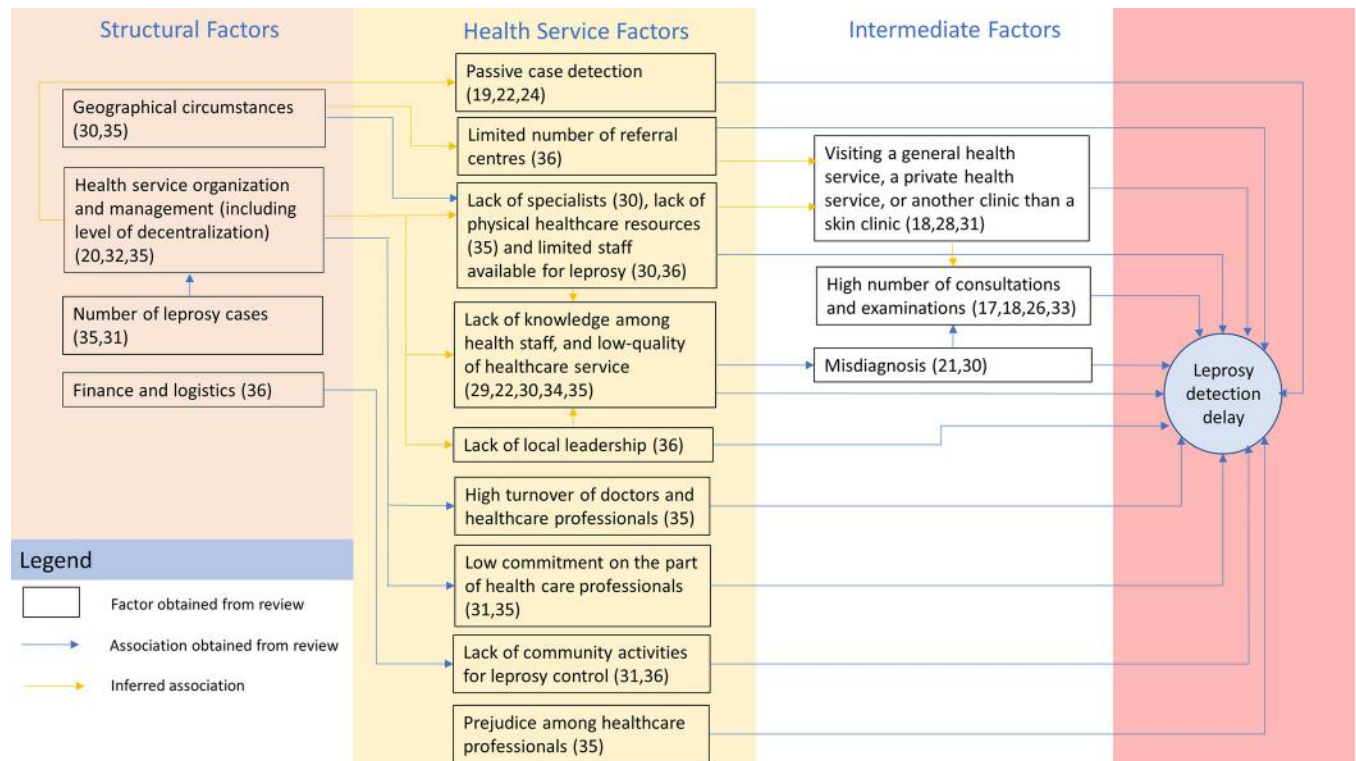 Structural Factors
Health Service Factors
Intermediate Factors
Geographical circumstances
(30,35)
Health service organization
and management (including
level of decentralization)
(20,32,35)
Number of leprosy cases
(35,31)
Finance and logistics (36)
Passive case detection
(19,22,24)
Limited number of referral
centres (36)
Lack of specialists (30), lack of
physical healthcare resources
(35) and limited staff
available for leprosy (30,36)
Lack of knowledge among
health staff, and low-quality
of healthcare service
(29,22,30,34,35)
Lack of local leadership (36)
High turnover of doctors and
healthcare professionals (35)
Low commitment on the part
of health care professionals
(31,35)
Lack of community activities
for leprosy control (31,36)
Prejudice among healthcare
professionals (35)
Visiting a general health
service, a private health
service, or another clinic than a
skin clinic (18,28,31)
High number of consultations
and examinations (17,18,26,33)
Misdiagnosis (21,30)
Leprosy
detection
delay
Legend
Factor obtained from review
Association obtained from review
Inferred association